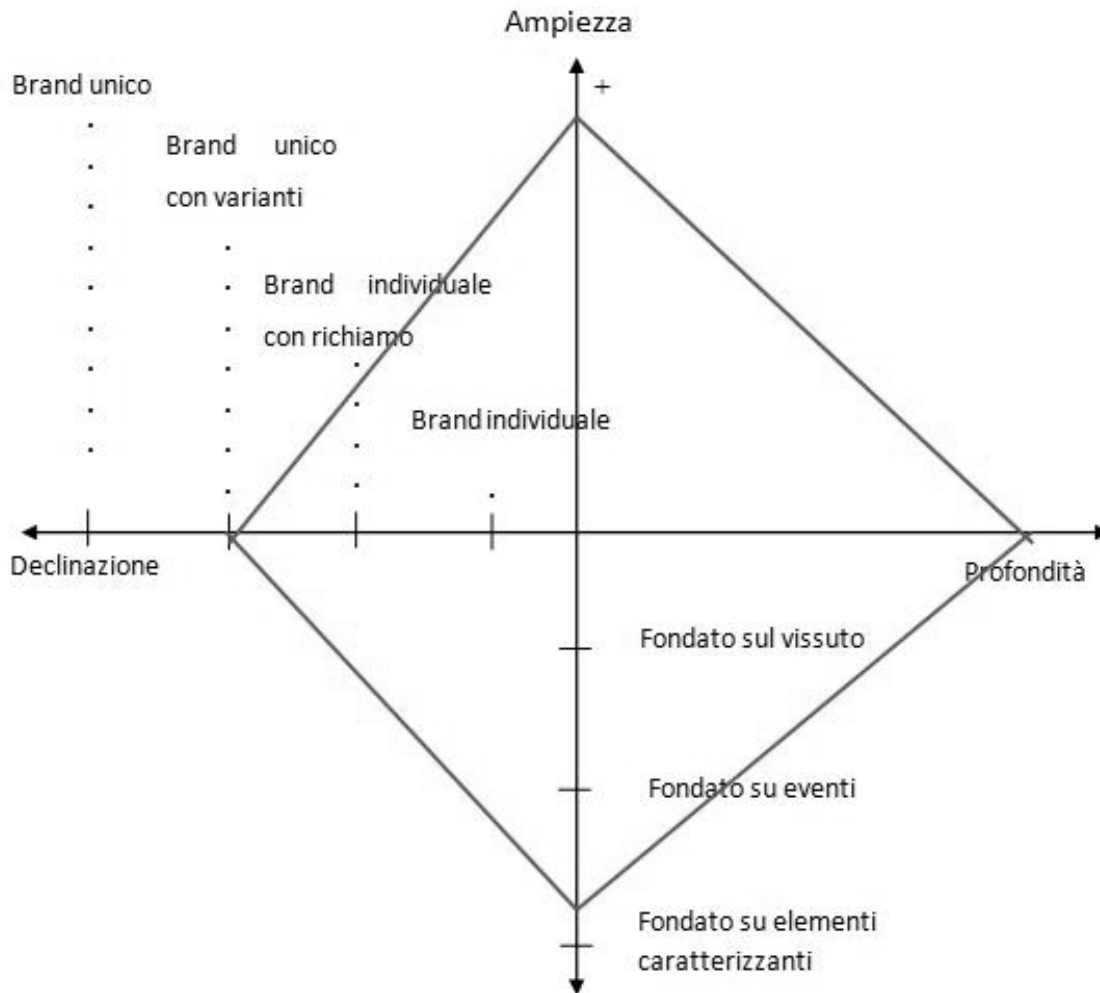 Ampiezza
+
Brand unico
Brand unico
con varianti
Brand individuale
con richiamo
Brand individuale
Declinazione
Profondità
Fondato sul vissuto
Fondato su eventi
Fondato su elementi
caratterizzanti